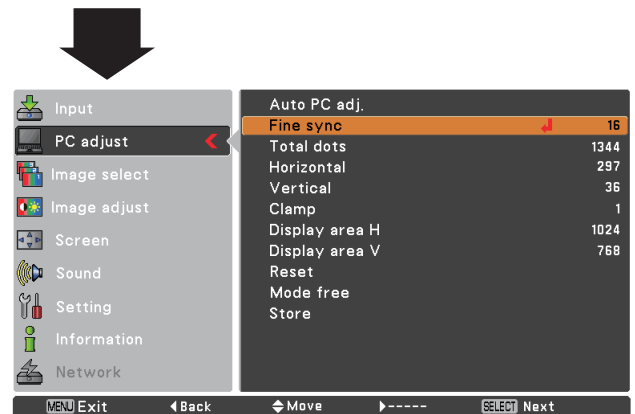 Input
PC adjust
Image select
Image adjust
Screen
Sound
Setting
Information
Network
Auto PC adj.
Fine sync 16
Total dots 1344
Horizontal 297
Vertical 36
Clamp 1
Display area H 1024
Display area V 768
Reset
Mode free
Store
MENU Exit ◀Back ◆Move ▶----- SELECT Next